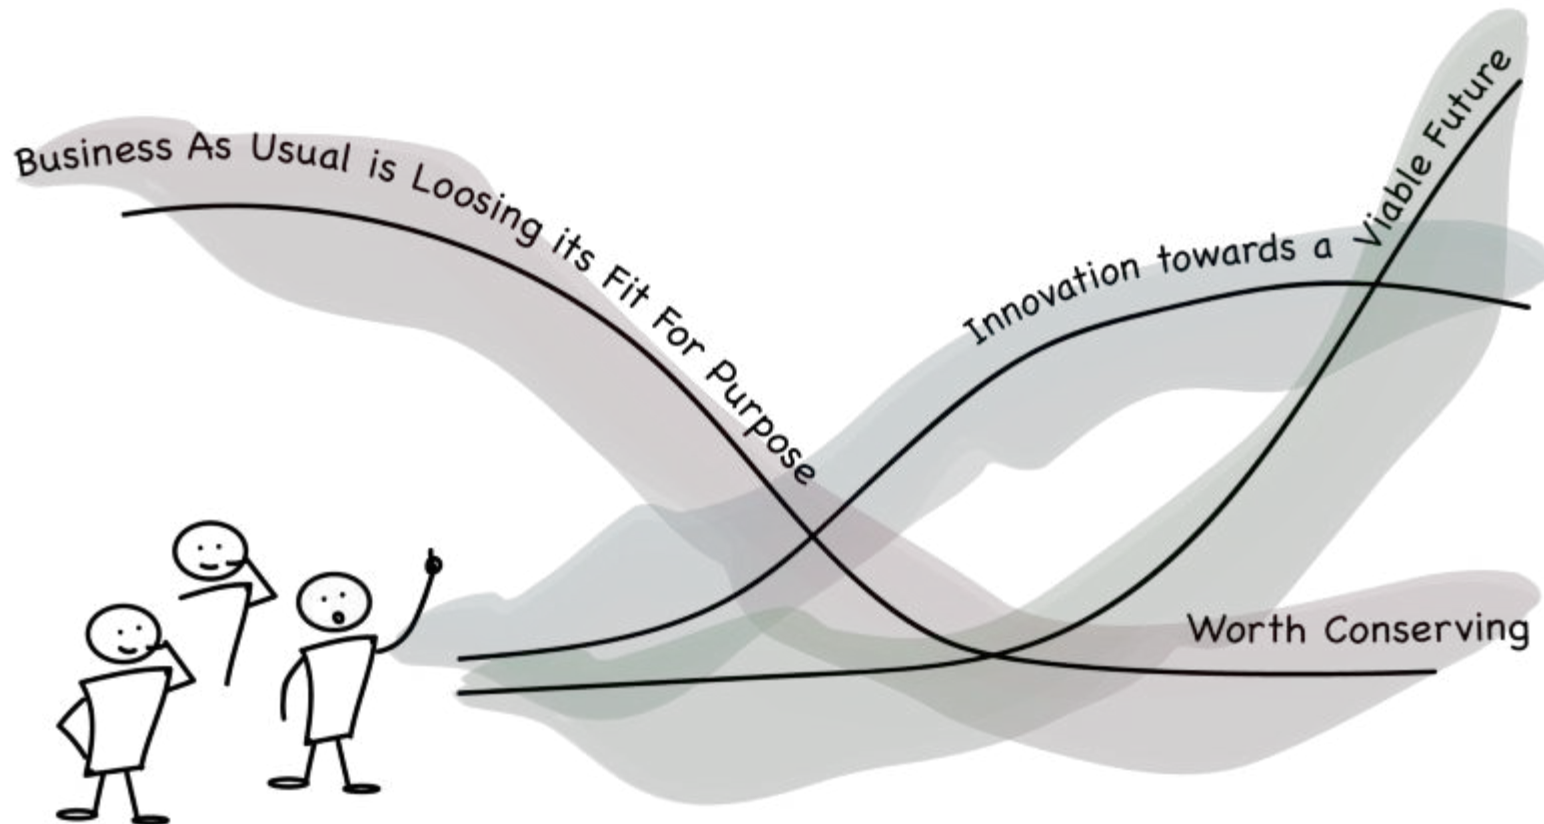 Business As Usual is Loosing its Fit For Purpose
Innovation towards a Viable Future
Worth Conserving